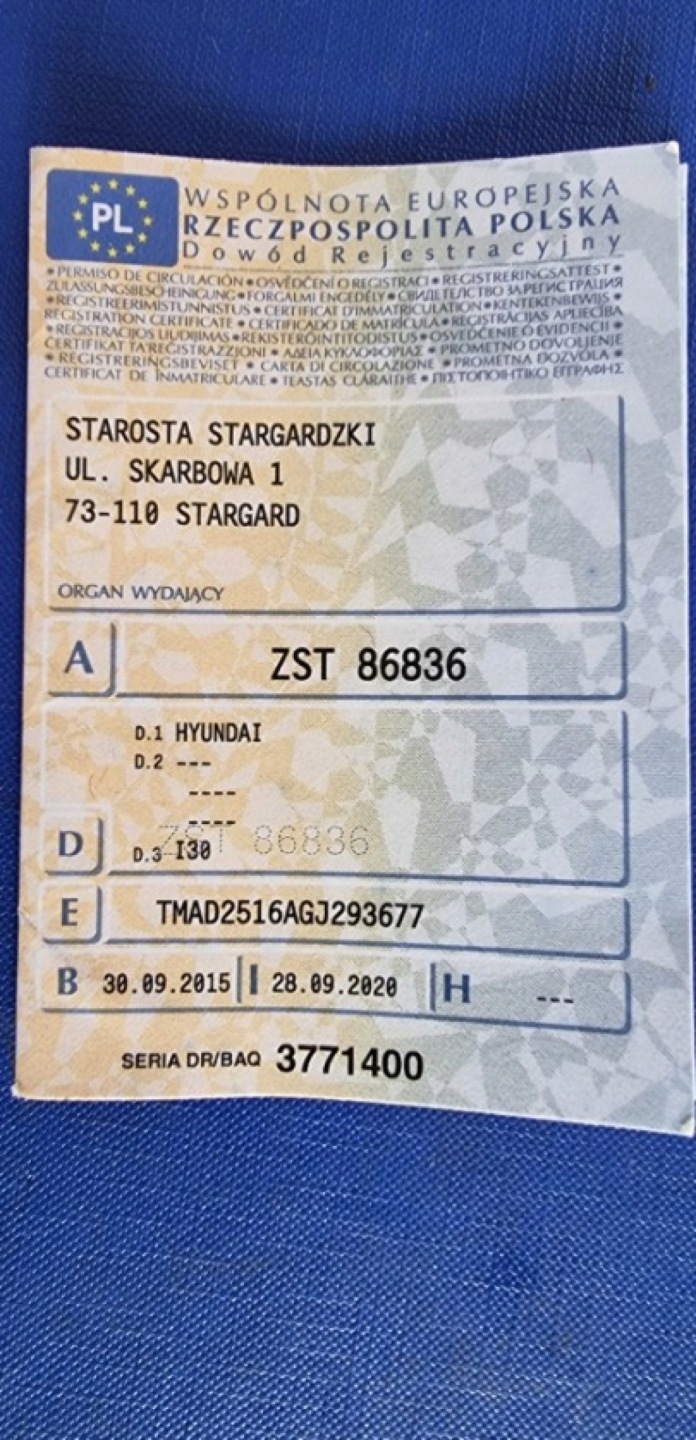 PL
WSPÓLNOTA EUROPEJSKA
RZECZPOSPOLITA POLSKA
Dowód Rejestracyjny
• PERMISO DE CIRCULACIÓN • OSVĚDČENÍ O REGISTRACI • REGISTRERINGSATTEST •
ZULASSUNGSBESCHEINIGUNG • FORGALMI ENGEDÉLY •
• REGISTREERIMISTUNNISTUS • CERTIFICAT D'IMMATRICULATION • KENTEKENBEWIJS •
REGISTRATION CERTIFICATE • CERTIFICADO DE MATRÍCULA • REĢISTRĀCIJAS APLIECĪBA
• REGISTRACIJOS LIUDIJIMAS • REKISTERÖINTITODISTUS • OSVEDČENIE O EVIDENCII •
CERTIFIKAT TA' REĠISTRAZZJONI • ΑΔΕΙΑ ΚΥΚΛΟΦΟΡΙΑΣ • PROMETNO DOVOLJENJE
• REGISTRERINGSBEVISET • CARTA DI CIRCOLAZIONE • PROMETNA DOZVOLA •
CERTIFICAT DE ÎNMATRICULARE • TEASTAS CLÁRAITHE • ΠΙΣΤΟΠΟΙΗΤΙΚΟ ΕΓΓΡΑΦΗΣ
STAROSTA STARGARDZKI
UL. SKARBOWA 1
73-110 STARGARD
ORGAN WYDAJĄCY
A ZST 86836
D.1 HYUNDAI
D.2 ---
----
----
ZST 86836
D D.3 I30
E TMAD2516AGJ293677
B 30.09.2015 I 28.09.2020 H ---
SERIA DR/BAQ 3771400